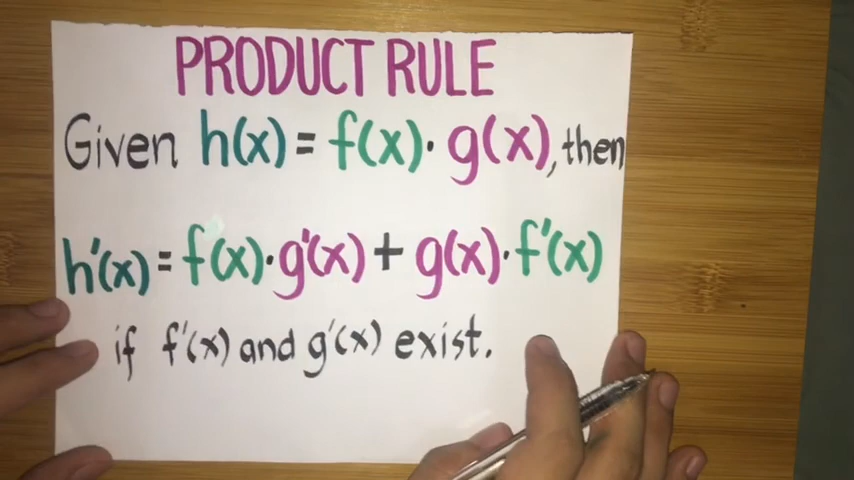 PRODUCT RULE
Given h(x) = f(x) · g(x), then
h'(x) = f(x) · g'(x) + g(x) · f'(x)
if f'(x) and g'(x) exist.